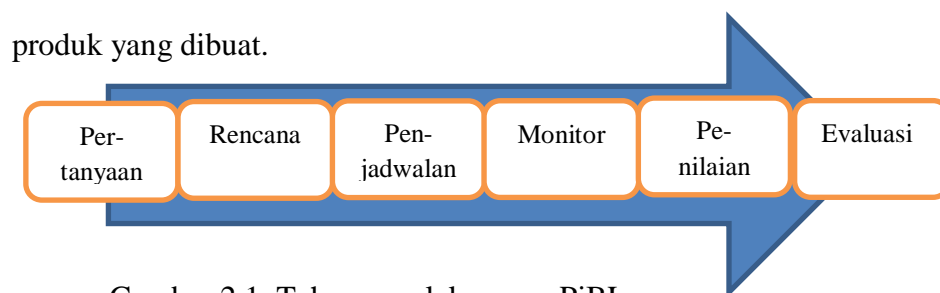 produk yang dibuat.
Per-
tanyaan
Rencana
Pen-
jadwalan
Monitor
Pe-
nilaian
Evaluasi